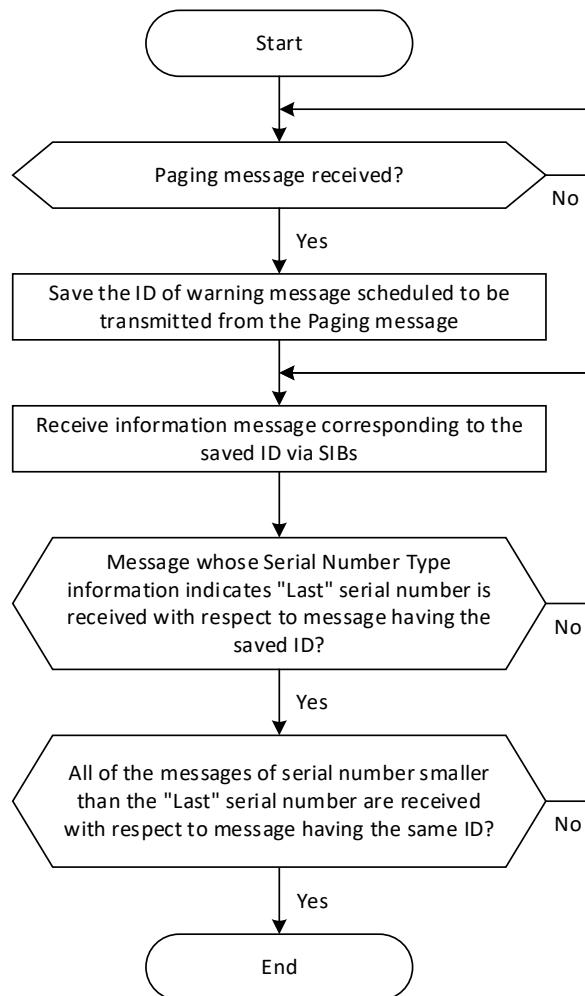 Start
Paging message received?
No
Yes
Save the ID of warning message scheduled to be
transmitted from the Paging message
Receive information message corresponding to the
saved ID via SIBs
Message whose Serial Number Type
information indicates "Last" serial number is
received with respect to message having the
saved ID?
No
Yes
All of the messages of serial number smaller
than the "Last" serial number are received
with respect to message having the same ID?
No
Yes
End